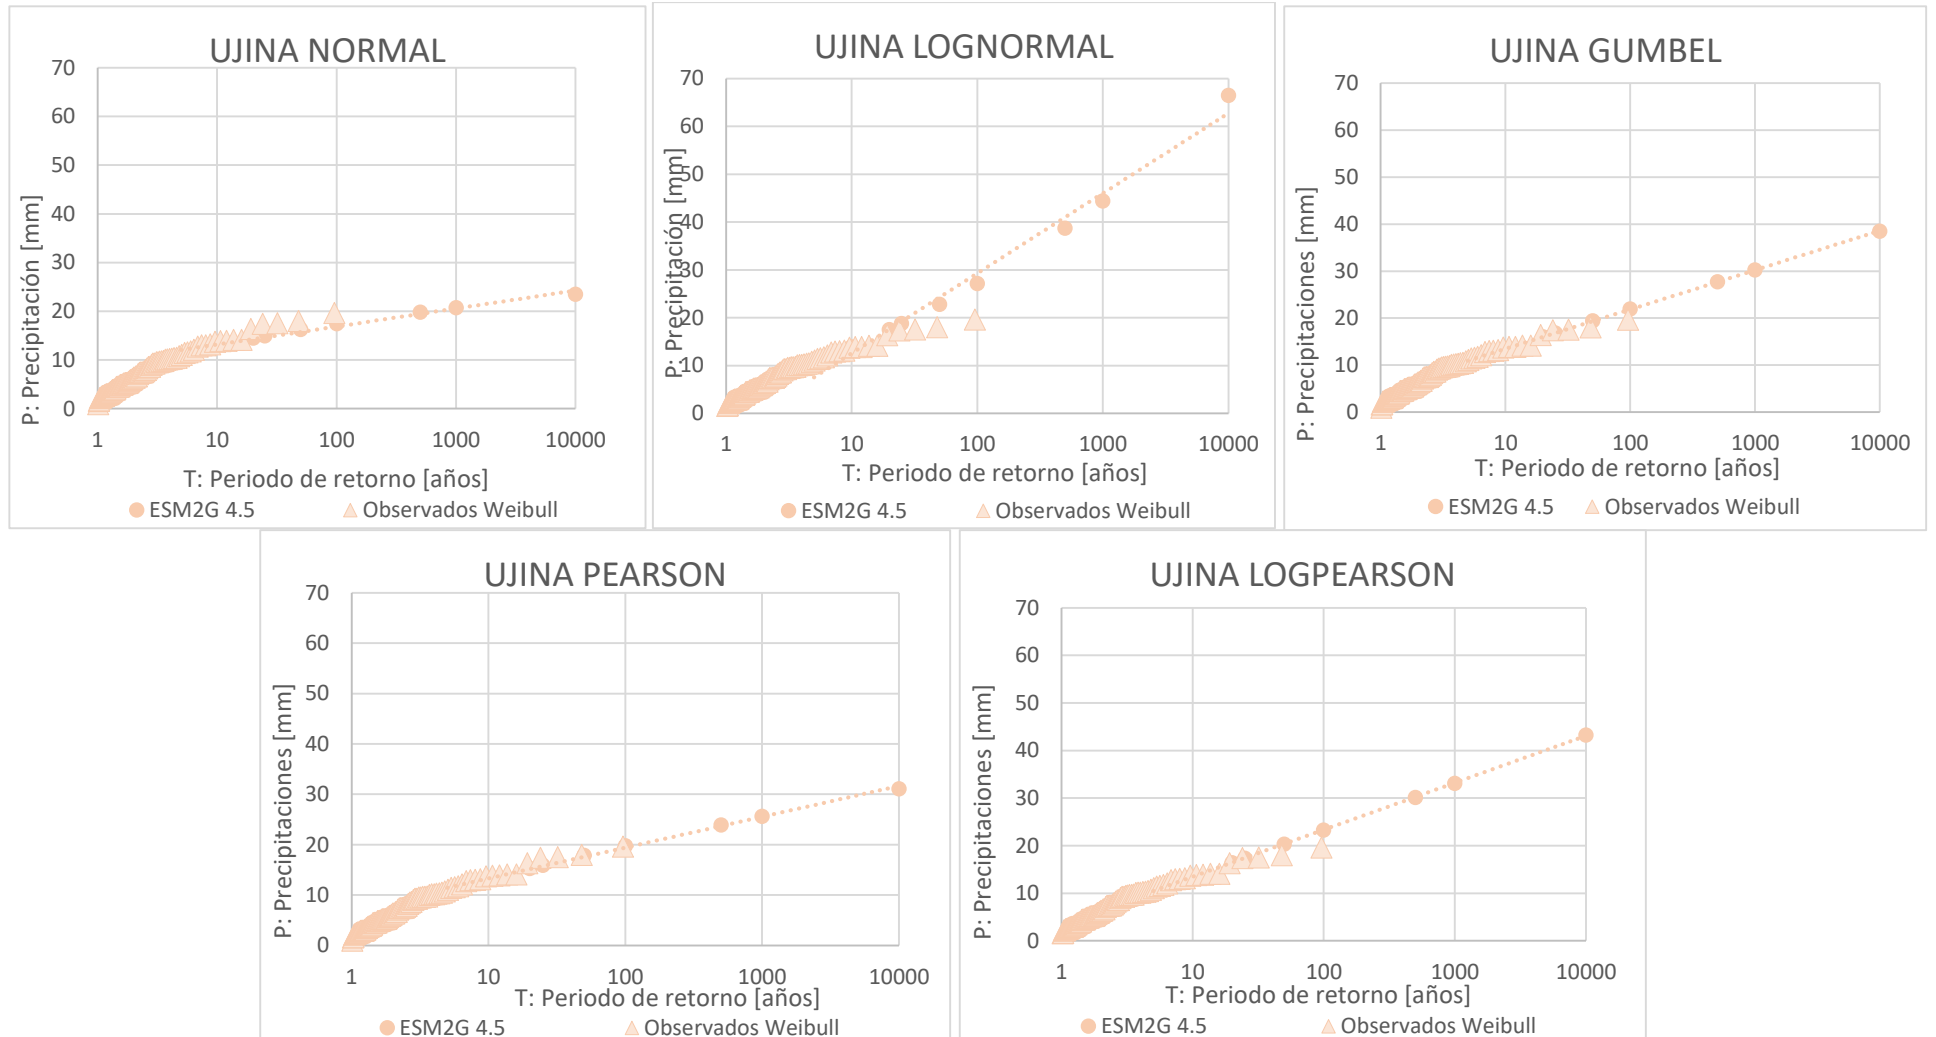 UJINA NORMAL
70
60
50
40
30
20
10
0
P: Precipitación [mm]
1 10 100 1000 10000
T: Periodo de retorno [años]
ESM2G 4.5 Observados Weibull
UJINA LOGNORMAL
70
60
50
40
30
20
10
0
P: Precipitación [mm]
1 10 100 1000 10000
T: Periodo de retorno [años]
ESM2G 4.5 Observados Weibull
UJINA GUMBEL
70
60
50
40
30
20
10
0
P: Precipitaciones [mm]
1 10 100 1000 10000
T: Periodo de retorno [años]
ESM2G 4.5 Observados Weibull
UJINA PEARSON
70
60
50
40
30
20
10
0
P: Precipitaciones [mm]
1 10 100 1000 10000
T: Periodo de retorno [años]
ESM2G 4.5 Observados Weibull
UJINA LOGPEARSON
70
60
50
40
30
20
10
0
P: Precipitaciones [mm]
1 10 100 1000 10000
T: Periodo de retorno [años]
ESM2G 4.5 Observados Weibull